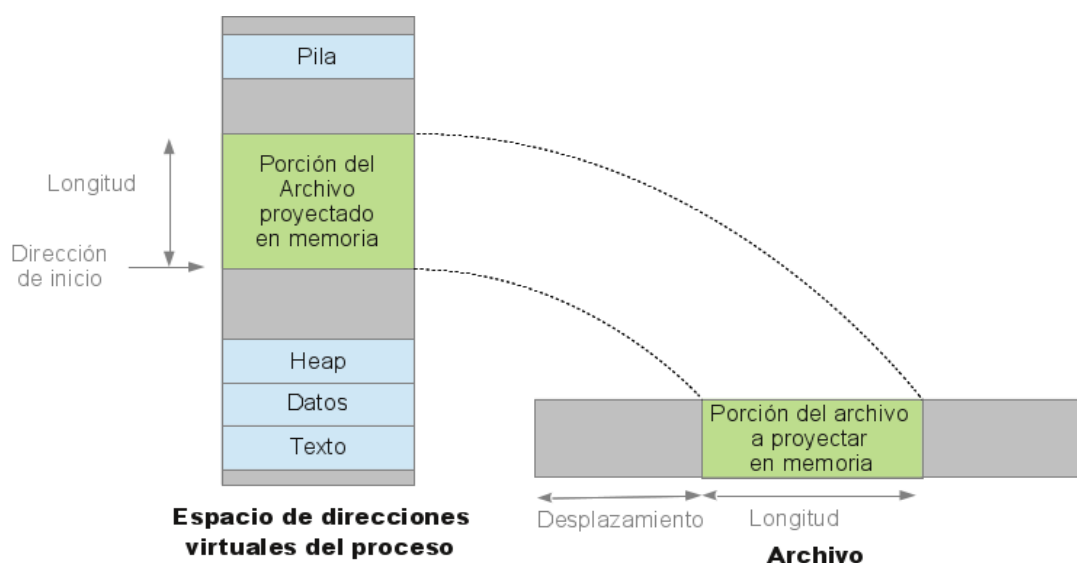 Pila
Porción del
Archivo
proyectado
en memoria
Longitud
Dirección
de inicio
Heap
Datos
Texto
Espacio de direcciones
virtuales del proceso
Porción del archivo
a proyectar
en memoria
Desplazamiento
Longitud
Archivo